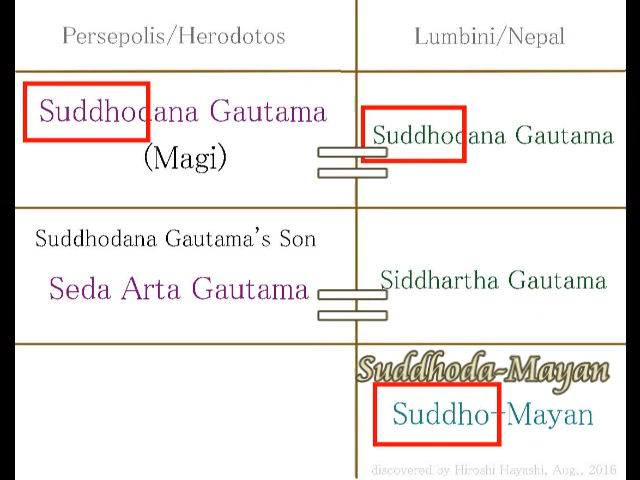 Persepolis/Herodotos
Lumbini/Nepal
Suddhodana Gautama
(Magi)
Suddhodana Gautama
Suddhodana Gautama's Son
Seda Arta Gautama
Siddhartha Gautama
Suddhoda-Mayan
Suddho-Mayan
discovered by Hiroshi Hayashi, Aug., 2016